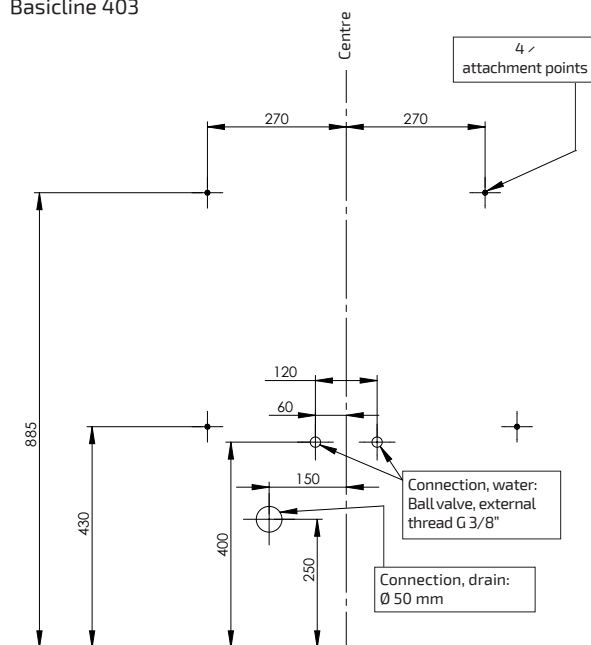 Basicline 403
Centre
4
attachment points
270
270
120
60
885
150
Connection, water:
Ball valve, external
thread G 3/8"
430
400
250
Connection, drain:
Ø 50 mm